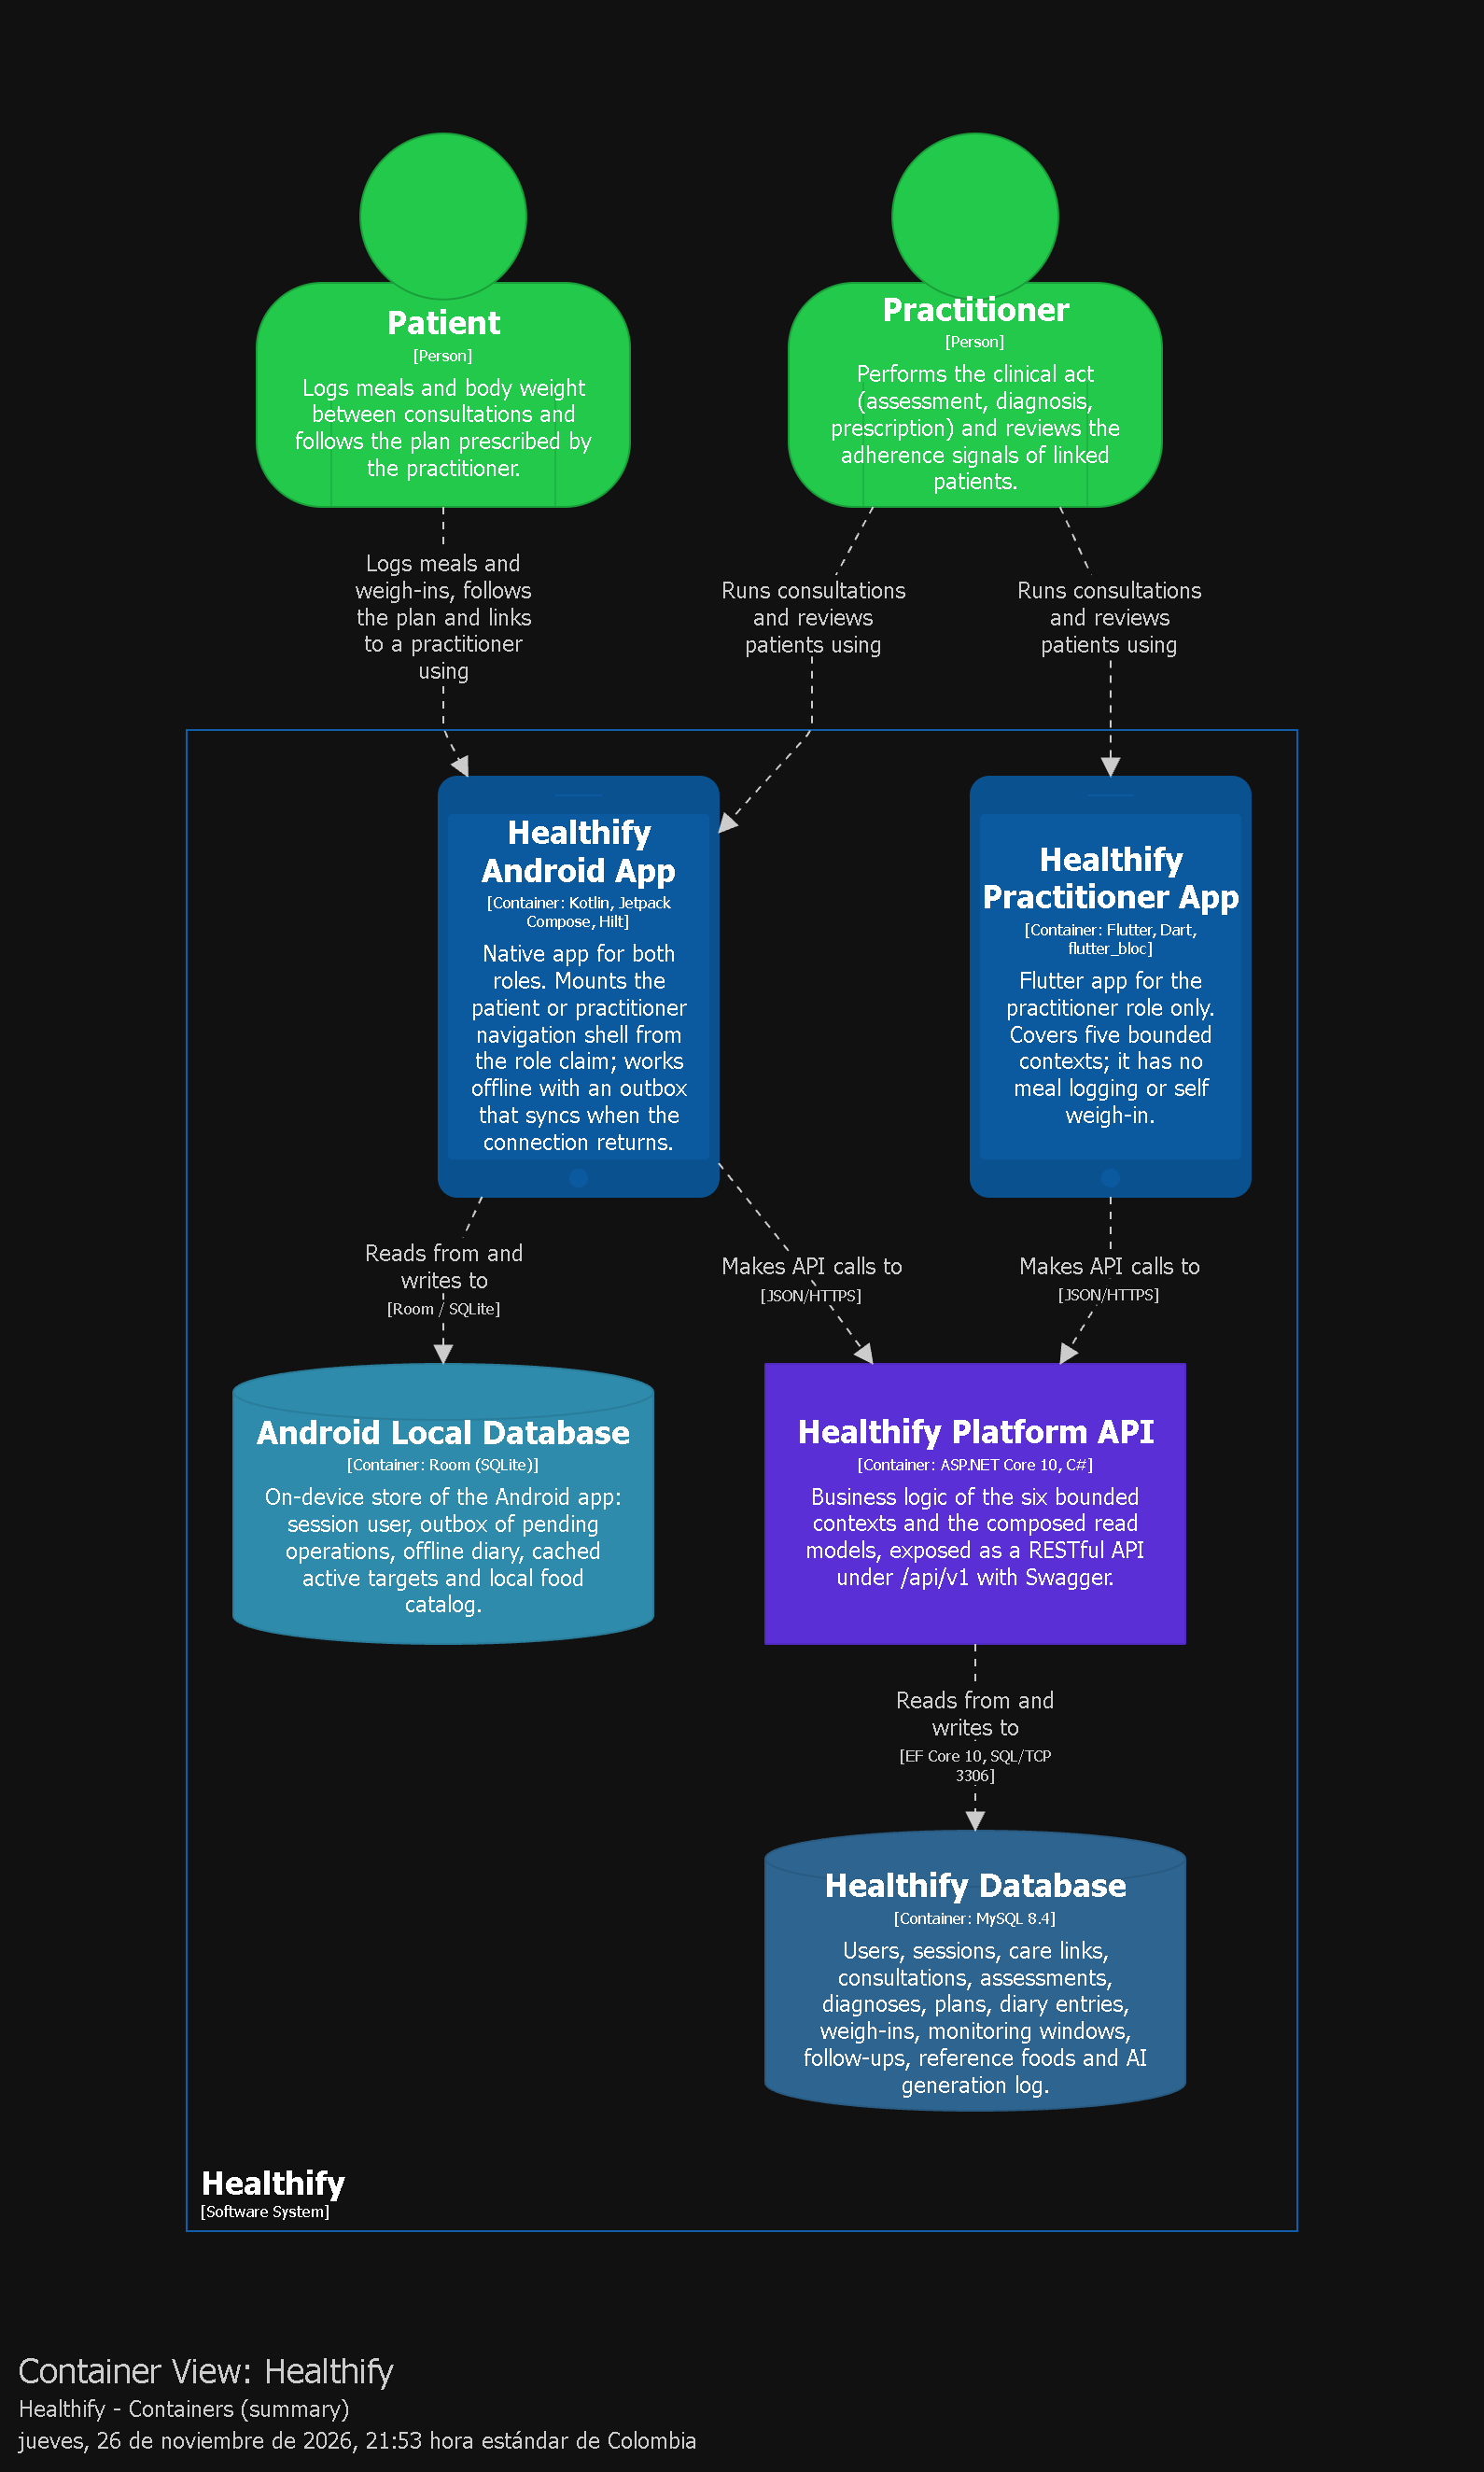 Patient
[Person]
Logs meals and body weight
between consultations and
follows the plan prescribed by
the practitioner.
Practitioner
[Person]
Performs the clinical act
(assessment, diagnosis,
prescription) and reviews the
adherence signals of linked
patients.
Logs meals and
weigh-ins, follows
the plan and links
to a practitioner
using
Runs consultations
and reviews
patients using
Runs consultations
and reviews
patients using
Healthify
Android App
[Container: Kotlin, Jetpack
Compose, Hilt]
Native app for both
roles. Mounts the
patient or practitioner
navigation shell from
the role claim; works
offline with an outbox
that syncs when the
connection returns.
Healthify
Practitioner App
[Container: Flutter, Dart,
flutter_bloc]
Flutter app for the
practitioner role only.
Covers five bounded
contexts; it has no
meal logging or self
weigh-in.
Reads from and
writes to
[Room / SQLite]
Makes API calls to
[JSON/HTTPS]
Makes API calls to
[JSON/HTTPS]
Android Local Database
[Container: Room (SQLite)]
On-device store of the Android app:
session user, outbox of pending
operations, offline diary, cached
active targets and local food
catalog.
Healthify Platform API
[Container: ASP.NET Core 10, C#]
Business logic of the six bounded
contexts and the composed read
models, exposed as a RESTful API
under /api/v1 with Swagger.
Reads from and
writes to
[EF Core 10, SQL/TCP
3306]
Healthify Database
[Container: MySQL 8.4]
Users, sessions, care links,
consultations, assessments,
diagnoses, plans, diary entries,
weigh-ins, monitoring windows,
follow-ups, reference foods and AI
generation log.
Healthify
[Software System]
Container View: Healthify
Healthify - Containers (summary)
jueves, 26 de noviembre de 2026, 21:53 hora estándar de Colombia